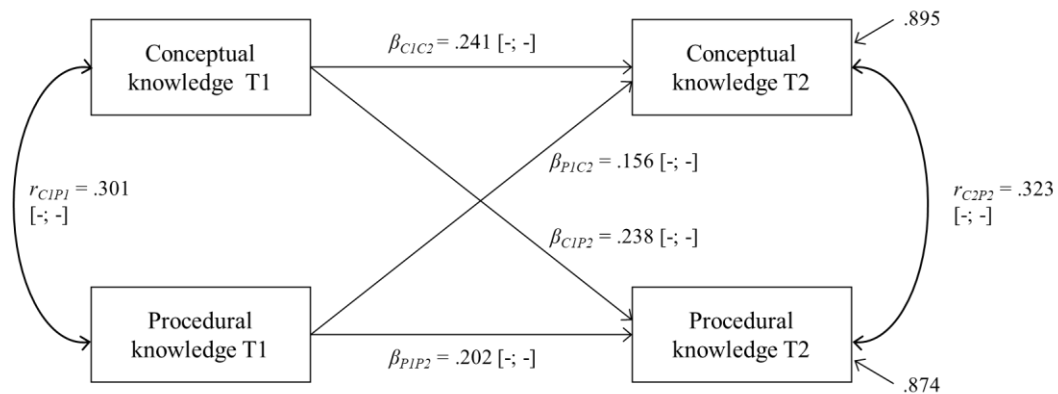 Conceptual
knowledge T1
β_C1C2 = .241 [-; -]
Conceptual
knowledge T2
.895
β_P1C2 = .156 [-; -]
r_C1P1 = .301
[-; -]
r_C2P2 = .323
[-; -]
β_C1P2 = .238 [-; -]
Procedural
knowledge T1
Procedural
knowledge T2
β_P1P2 = .202 [-; -]
.874